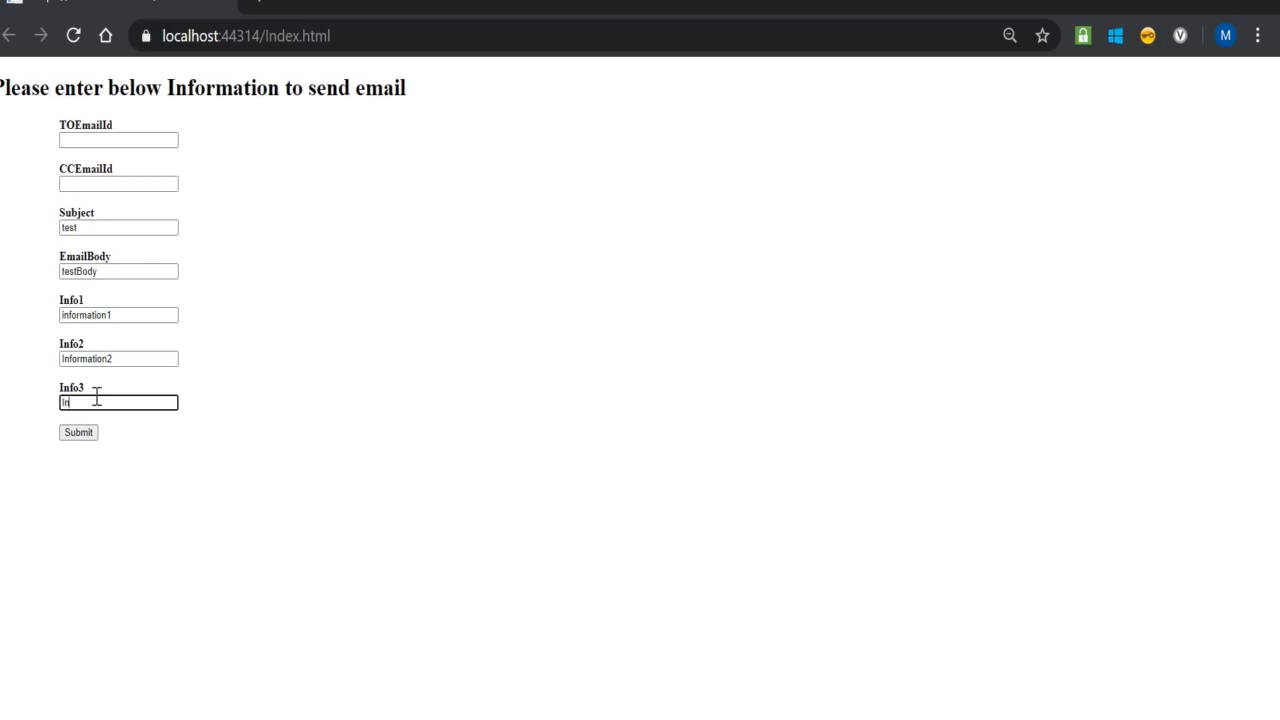 localhost:44314/Index.html
M
Please enter below Information to send email
TOEmailId
CCEmailId
Subject
test
EmailBody
testBody
Info1
information1
Info2
Information2
Info3
In
Submit